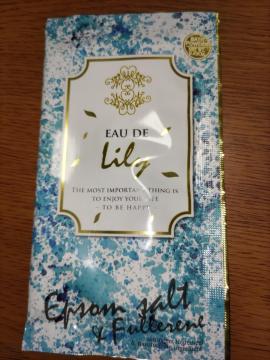 EAU DE
Lily
THE MOST IMPORTANT THING IS
TO ENJOY YOUR LIFE
- TO BE HAPPY -
Epsom salt
& Fullerene